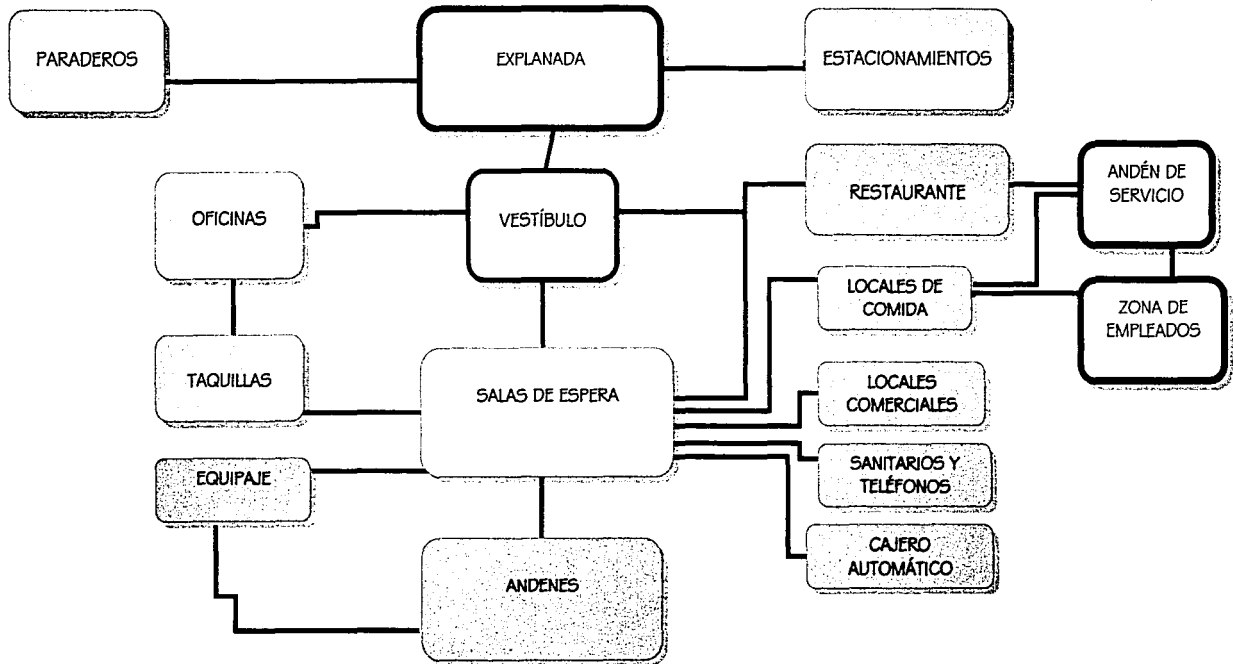 PARADEROS
EXPLANADA
ESTACIONAMIENTOS
OFICINAS
VESTÍBULO
RESTAURANTE
ANDÉN DE
SERVICIO
LOCALES DE
COMIDA
ZONA DE
EMPLEADOS
TAQUILLAS
SALAS DE ESPERA
LOCALES
COMERCIALES
EQUIPAJE
SANITARIOS Y
TELÉFONOS
ANDENES
CAJERO
AUTOMÁTICO